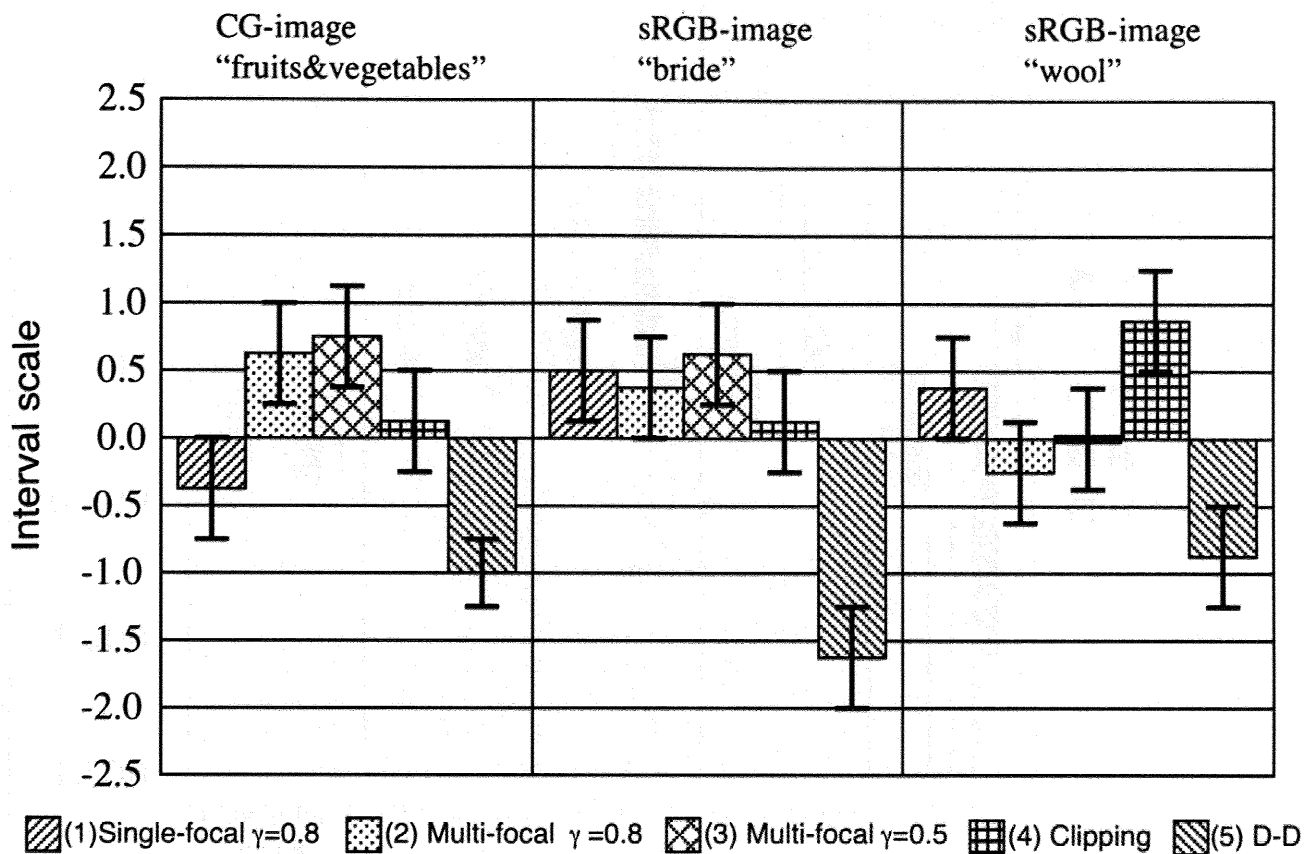 CG-image
“fruits&vegetables”
sRGB-image
“bride”
sRGB-image
“wool”
2.5
2.0
1.5
1.0
0.5
0.0
-0.5
-1.0
-1.5
-2.0
-2.5
Interval scale
(1)Single-focal γ=0.8
(2) Multi-focal γ=0.8
(3) Multi-focal γ=0.5
(4) Clipping
(5) D-D